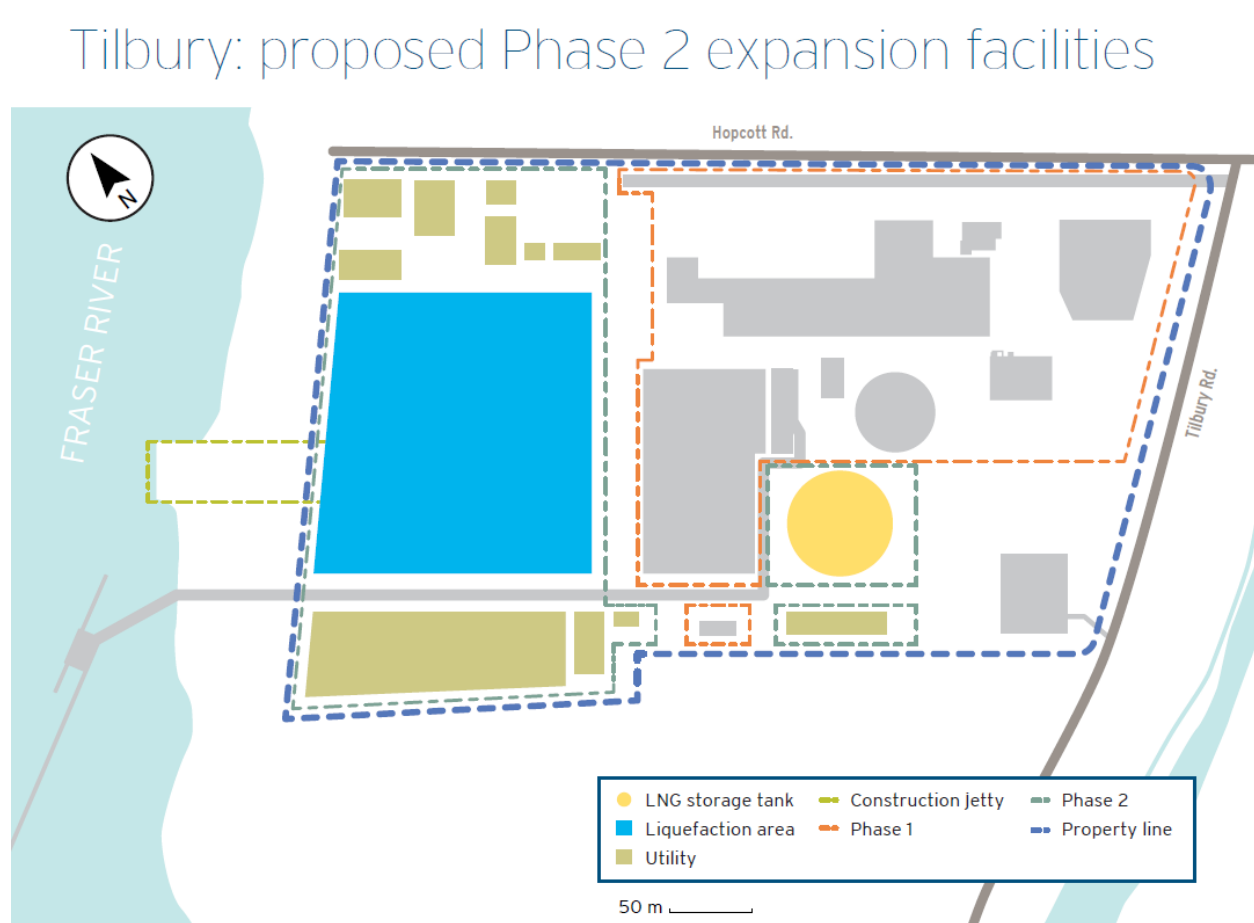 Tilbury: proposed Phase 2 expansion facilities
Hopcott Rd.
N
FRASER RIVER
Tilbury Rd.
LNG storage tank
Liquefaction area
Utility
Construction Jetty
Phase 1
Phase 2
Property line
50 m